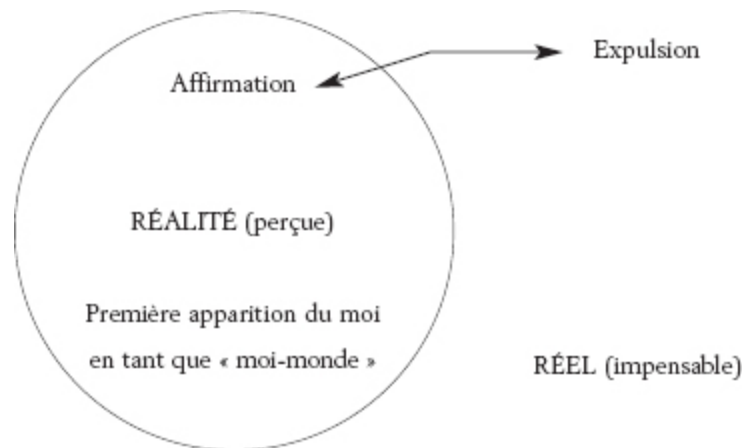 Expulsion
Affirmation
RÉALITÉ (perçue)
Première apparition du moi
en tant que « moi-monde »
RÉEL (impensable)